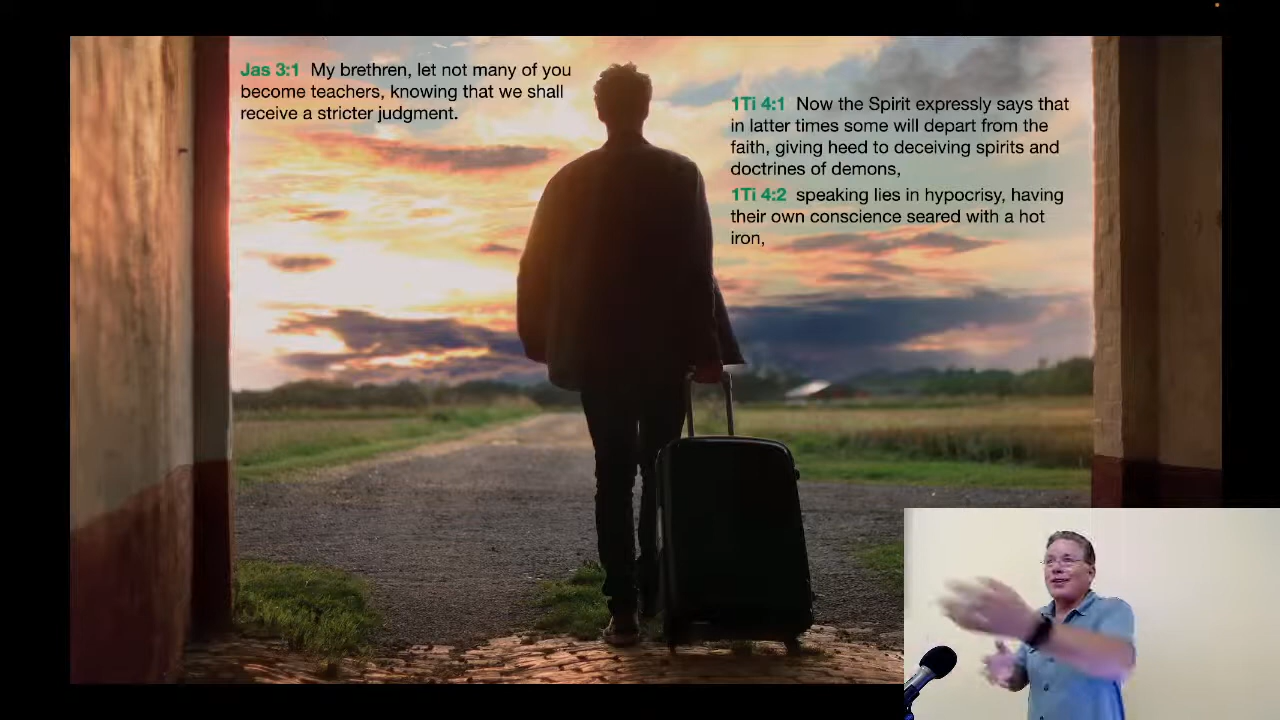 Jas 3:1 My brethren, let not many of you
become teachers, knowing that we shall
receive a stricter judgment.
1Ti 4:1 Now the Spirit expressly says that
in latter times some will depart from the
faith, giving heed to deceiving spirits and
doctrines of demons,
1Ti 4:2 speaking lies in hypocrisy, having
their own conscience seared with a hot
iron,